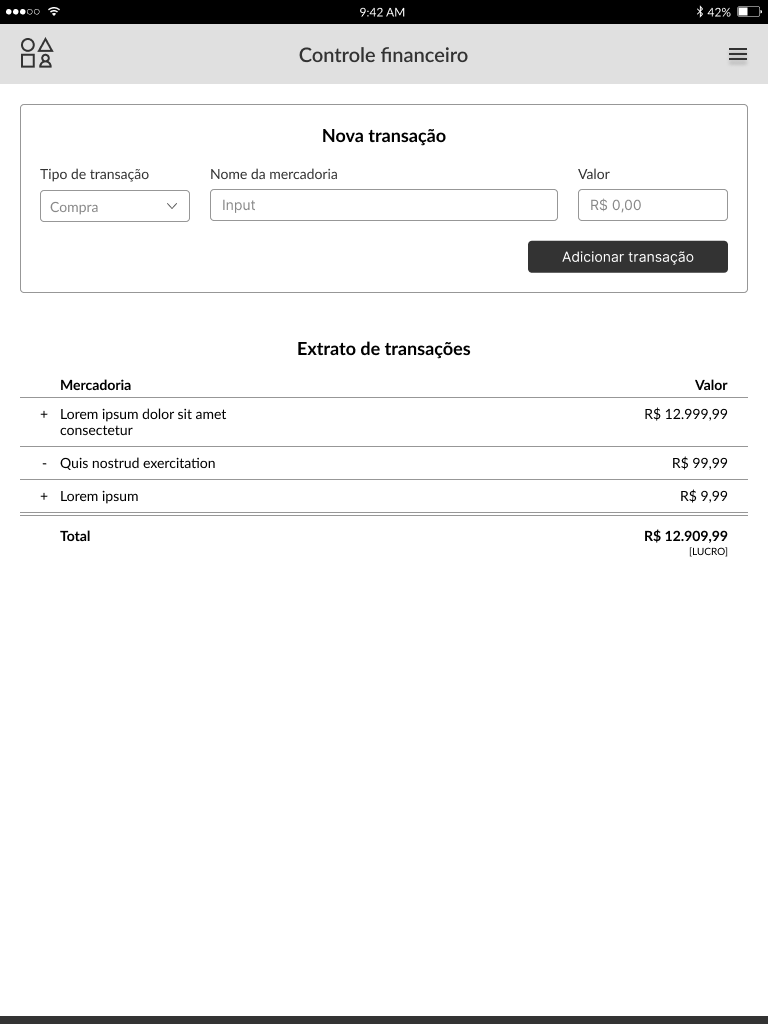 9:42 AM 42%
Controle financeiro
Nova transação
Tipo de transação Nome da mercadoria Valor
Compra Input R$ 0,00
Adicionar transação
Extrato de transações
Mercadoria Valor
+ Lorem ipsum dolor sit amet R$ 12.999,99
consectetur
- Quis nostrud exercitation R$ 99,99
+ Lorem ipsum R$ 9,99
Total R$ 12.909,99
[LUCRO]